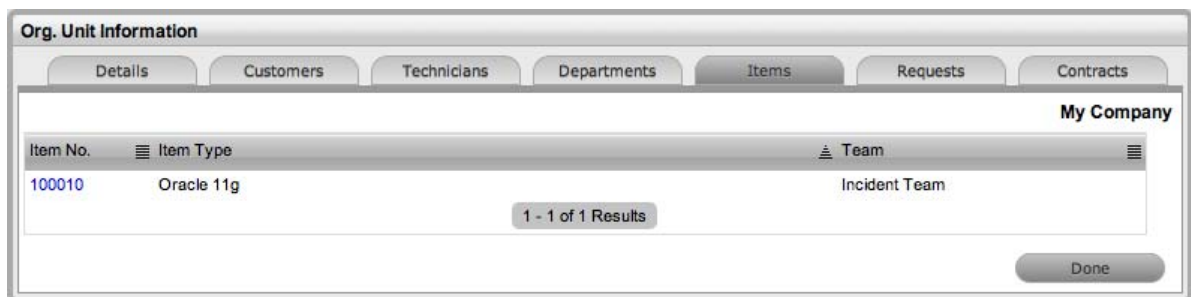 Org. Unit Information
Details Customers Technicians Departments Items Requests Contracts
My Company
Item No. Item Type Team
100010 Oracle 11g Incident Team
1 - 1 of 1 Results
Done